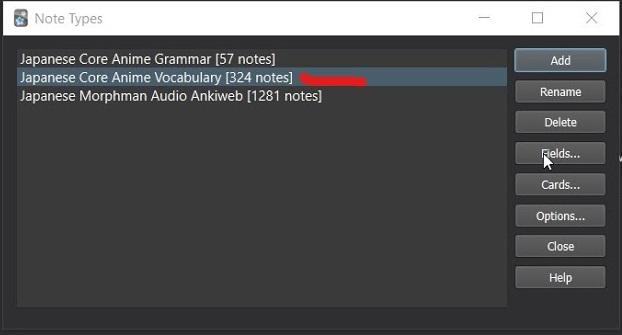 Note Types
Japanese Core Anime Grammar [57 notes]
Japanese Core Anime Vocabulary [324 notes]
Japanese Morphman Audio Ankiweb [1281 notes]
Add
Rename
Delete
Fields...
Cards...
Options...
Close
Help